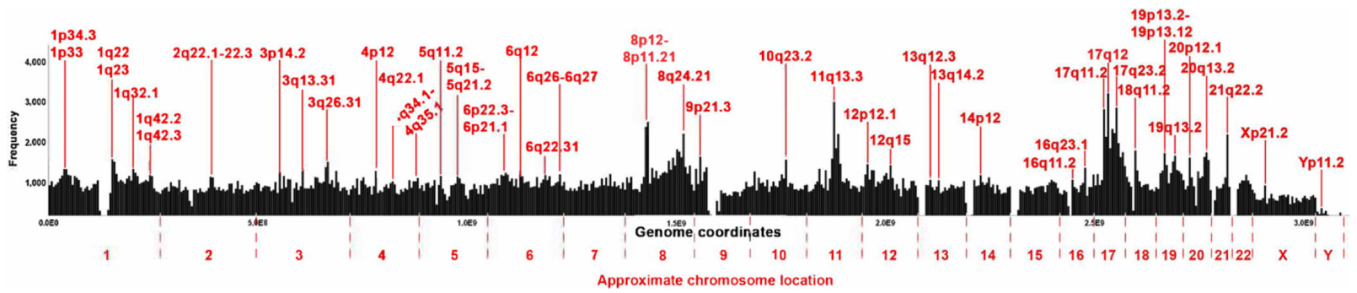 19p13.2-
19p13.12
1p34.3
1p33
1q22
1q23
2q22.1-22.3
3p14.2
4p12
5q11.2
6q12
8p12-
8p11.21
10q23.2
13q12.3
17q12
20p12.1
5q15-
5q21.2
6q26-6q27
8q24.21
11q13.3
13q14.2
17q11.2
17q23.2
20q13.2
1q32.1
3q13.31
4q22.1
18q11.2
21q22.2
3q26.31
-q34.1-
4q35.1
6p22.3-
6p21.1
9p21.3
12p12.1
14p12
1q42.2
1q42.3
6q22.31
12q15
16q23.1
16q11.2
19q13.2
Xp21.2
Yp11.2
Frequency
4,000
3,000
2,000
1,000
0.0E0 5.0E8 1.0E9 1.5E9 2.0E9 2.5E9 3.0E9
Genome coordinates
1 2 3 4 5 6 7 8 9 10 11 12 13 14 15 16 17 18 19 20 21 22 X Y
Approximate chromosome location